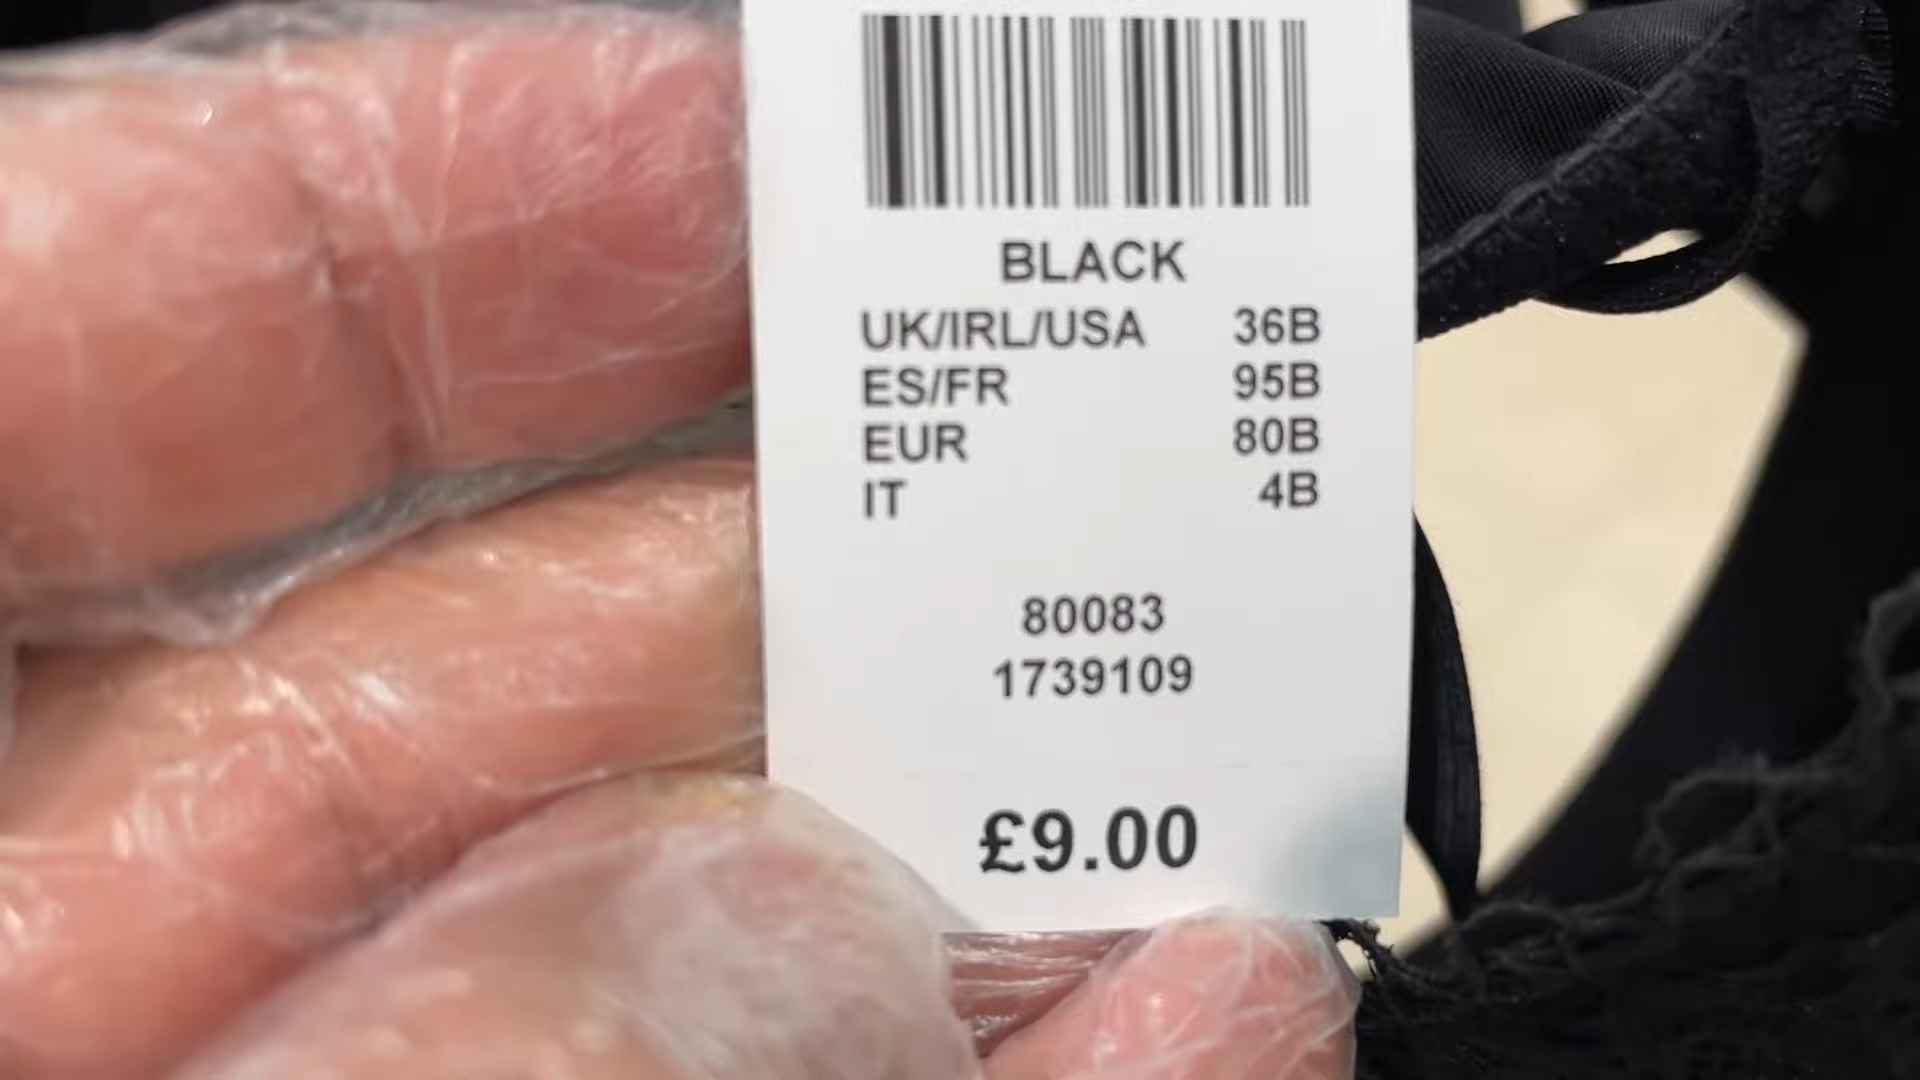 BLACK
UK/IRL/USA 36B
ES/FR 95B
EUR 80B
IT 4B
80083
1739109
£9.00